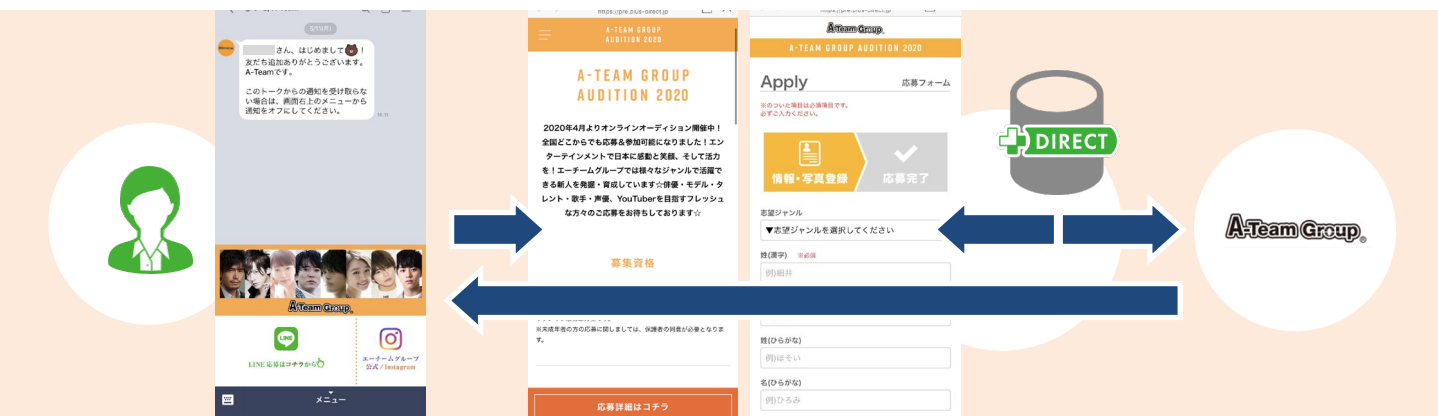 5/11(月)
さん、はじめまして！
友だち追加ありがとうございます。
A-Teamです。
このトークからの通知を受け取らな
い場合は、画面右上のメニューから
通知をオフにしてください。
A-Team Group
LINE
LINE 応募はコチラから
エーチームグループ
公式 / Instagram
メニュー
https://pre.plus-direct.jp
A-TEAM GROUP
AUDITION 2020
A-TEAM GROUP
AUDITION 2020
2020年4月よりオンラインオーディション開催中！
全国どこからでも応募&参加可能になりました！エン
ターテインメントで日本に感動と笑顔、そして活力
を！エーチームグループでは様々なジャンルで活躍で
きる新人を発掘・育成しています☆俳優・モデル・タ
レント・歌手・声優、YouTuberを目指すフレッシュ
な方々のご応募をお待ちしております☆
募集資格
※未成年者の方の応募に関しましては、保護者の同意が必要となりま
す。
応募詳細はコチラ
A-Team Group
A-TEAM GROUP AUDITION 2020
Apply
応募フォーム
※のついた項目は必須項目です。
必ずご入力ください。
情報・写真登録
応募完了
志望ジャンル
▼志望ジャンルを選択してください
姓(漢字) ※必須
例)細井
姓(ひらがな)
例)ほそい
名(ひらがな)
例)ひろみ
DIRECT
A-Team Group